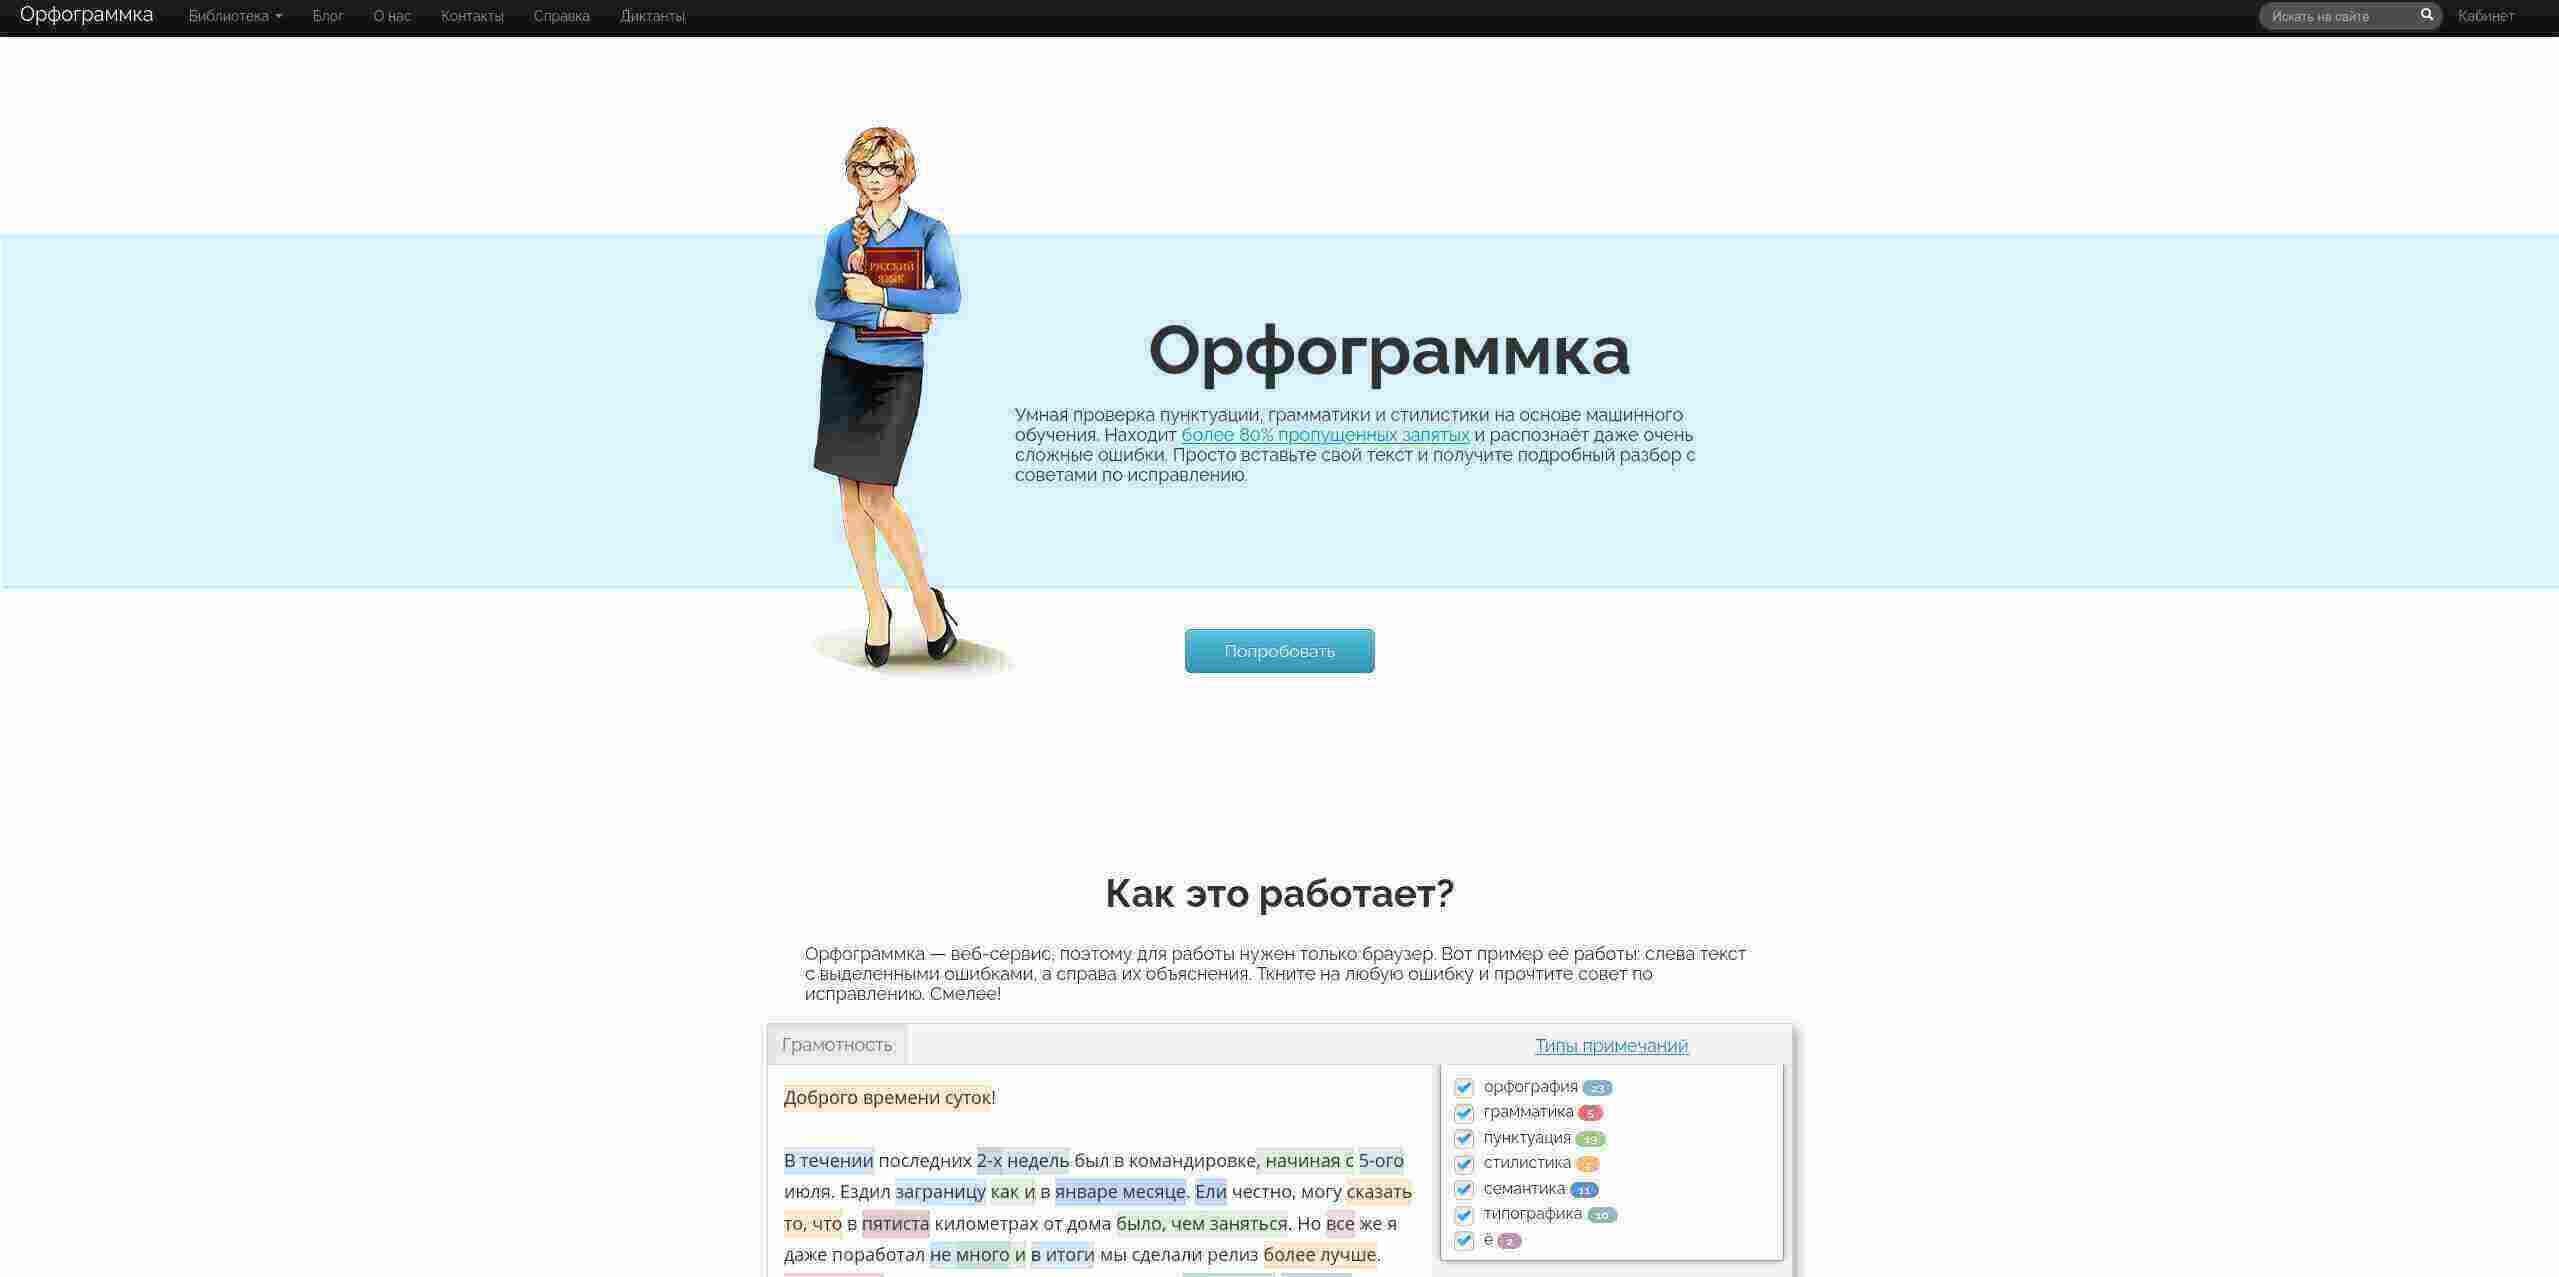 Орфограммка Библиотека Блог О нас Контакты Справка Диктанты Искать на сайте Кабинет
РУССКИЙ
ЯЗЫК
Орфограммка
Умная проверка пунктуации, грамматики и стилистики на основе машинного
обучения. Находит более 80% пропущенных запятых и распознаёт даже очень
сложные ошибки. Просто вставьте свой текст и получите подробный разбор с
советами по исправлению.
Попробовать
Как это работает?
Орфограммка — веб-сервис, поэтому для работы нужен только браузер. Вот пример её работы: слева текст
с выделенными ошибками, а справа их объяснения. Ткните на любую ошибку и прочтите совет по
исправлению. Смелее!
Грамотность
Типы примечаний
Доброго времени суток!
В течении последних 2-х недель был в командировке, начиная с 5-ого
июля. Ездил заграницу как и в январе месяце. Ели честно, могу сказать
то, что в пятиста километрах от дома было, чем заняться. Но все же я
даже поработал не много и в итоги мы сделали релиз более лучше.
орфография 23
грамматика 5
пунктуация 19
стилистика
семантика 11
типографика 10
ё 2